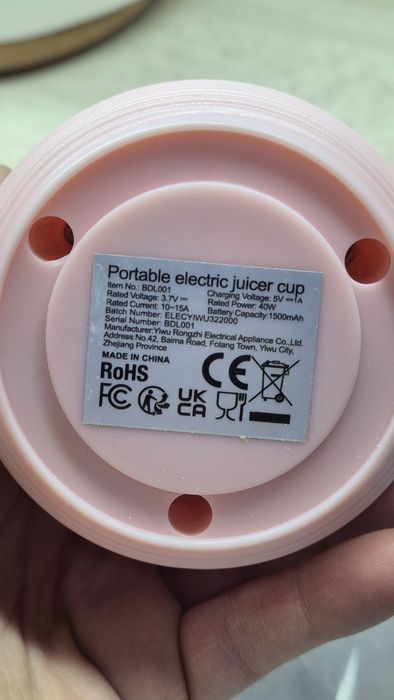 Portable electric juicer cup
Item No.: BDL001 Charging Voltage: 5V⎓1A
Rated Voltage: 3.7V⎓ Rated Power: 40W
Rated Current: 10~15A Battery Capacity:1500mAh
Batch Number: ELECYIWU322000
Serial Number: BDL001
Manufacturer:Yiwu Rongzhi Electrical Appliance Co.,Ltd.
Address:No.42, Baima Road, Fotang Town, Yiwu City,
Zhejiang Province
MADE IN CHINA
RoHS CE
FC UK
CA